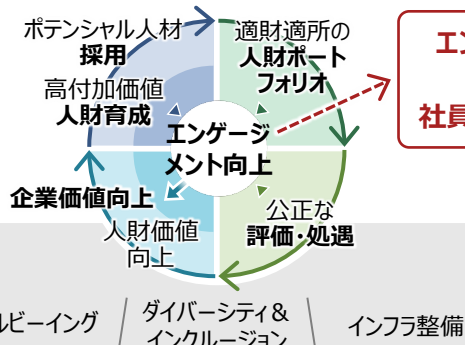 ポテンシャル人材
採用
高付加価値
人財育成
適財適所の
人財ポート
フォリオ
エンゲージ
メント向上
企業価値向上
人財価値
向上
公正な
評価・処遇
エン
社員
ルビーイング
ダイバーシティ&
インクルージョン
インフラ整備